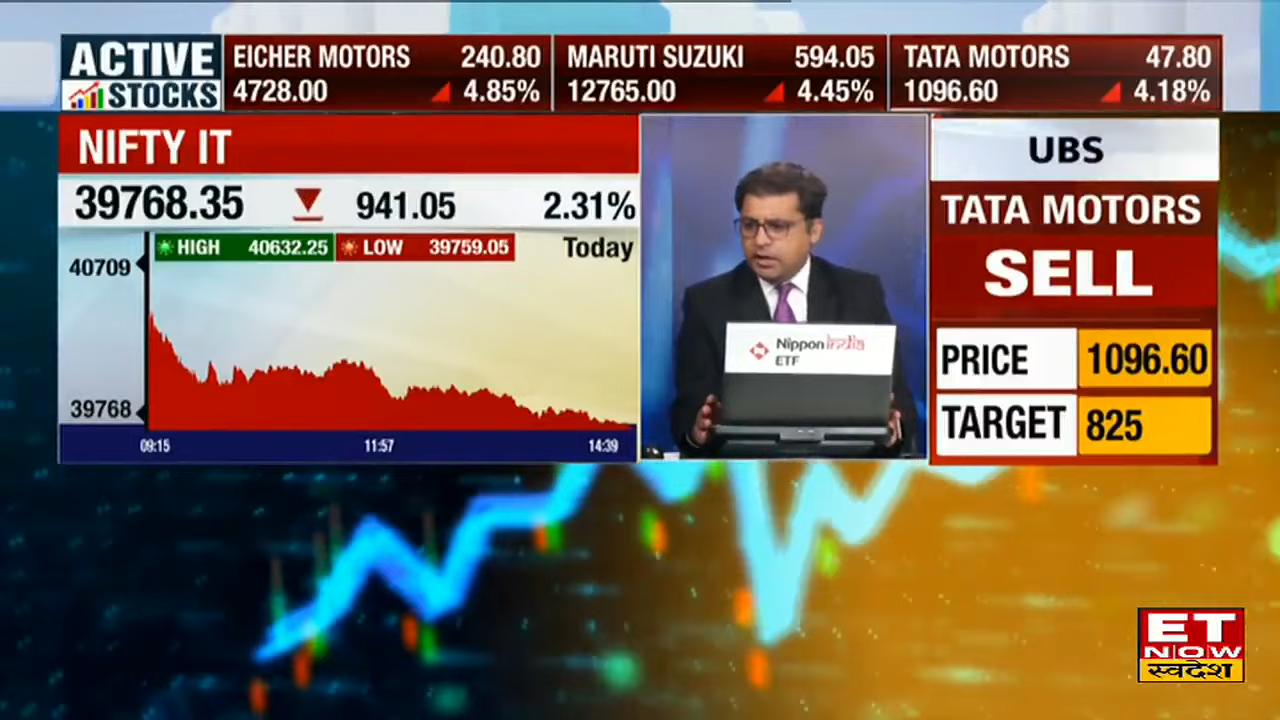 ACTIVE
STOCKS
EICHER MOTORS 240.80
4728.00 4.85%
MARUTI SUZUKI 594.05
12765.00 4.45%
TATA MOTORS 47.80
1096.60 4.18%
NIFTY IT
39768.35 941.05 2.31%
HIGH 40632.25 LOW 39759.05 Today
40709
39768
09:15 11:57 14:39
Nippon india
ETF
UBS
TATA MOTORS
SELL
PRICE 1096.60
TARGET 825
ET
NOW
स्वदेश